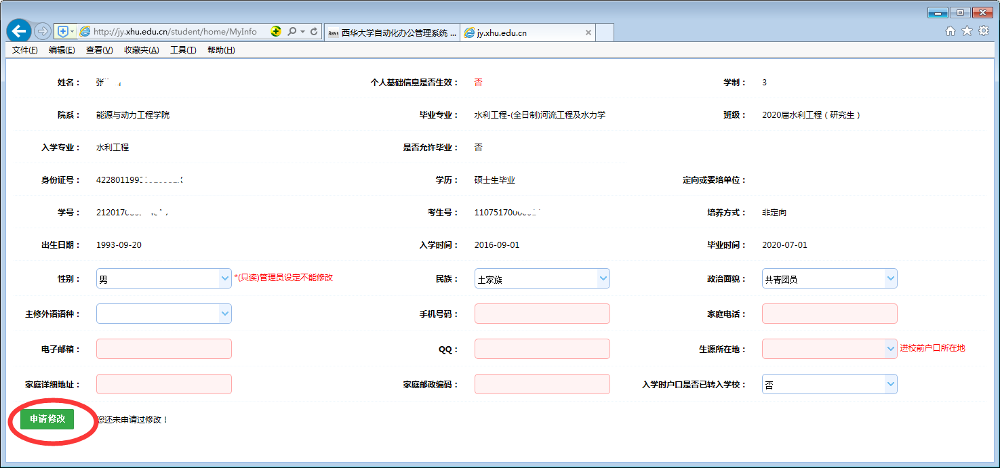 http://jy.xhu.edu.cn/student/home/MyInfo
西华大学自动化办公管理系统 ...
jy.xhu.edu.cn
文件(F) 编辑(E) 查看(V) 收藏夹(A) 工具(T) 帮助(H)
姓名： 张 个人基础信息是否生效： 否 学制： 3
院系： 能源与动力工程学院 毕业专业： 水利工程-(全日制)河流工程及水力学 班级： 2020届水利工程（研究生）
入学专业： 水利工程 是否允许毕业： 否
身份证号： 422801199 学历： 硕士生毕业 定向或委培单位：
学号： 212017 考生号： 11075170 培养方式： 非定向
出生日期： 1993-09-20 入学时间： 2016-09-01 毕业时间： 2020-07-01
性别： 男 *(只读)管理员设定不能修改 民族： 土家族 政治面貌： 共青团员
主修外语语种： 手机号码： 家庭电话：
电子邮箱： QQ： 生源所在地： 进校前户口所在地
家庭详细地址： 家庭邮政编码： 入学时户口是否已转入学校： 否
申请修改 您还未申请过修改！